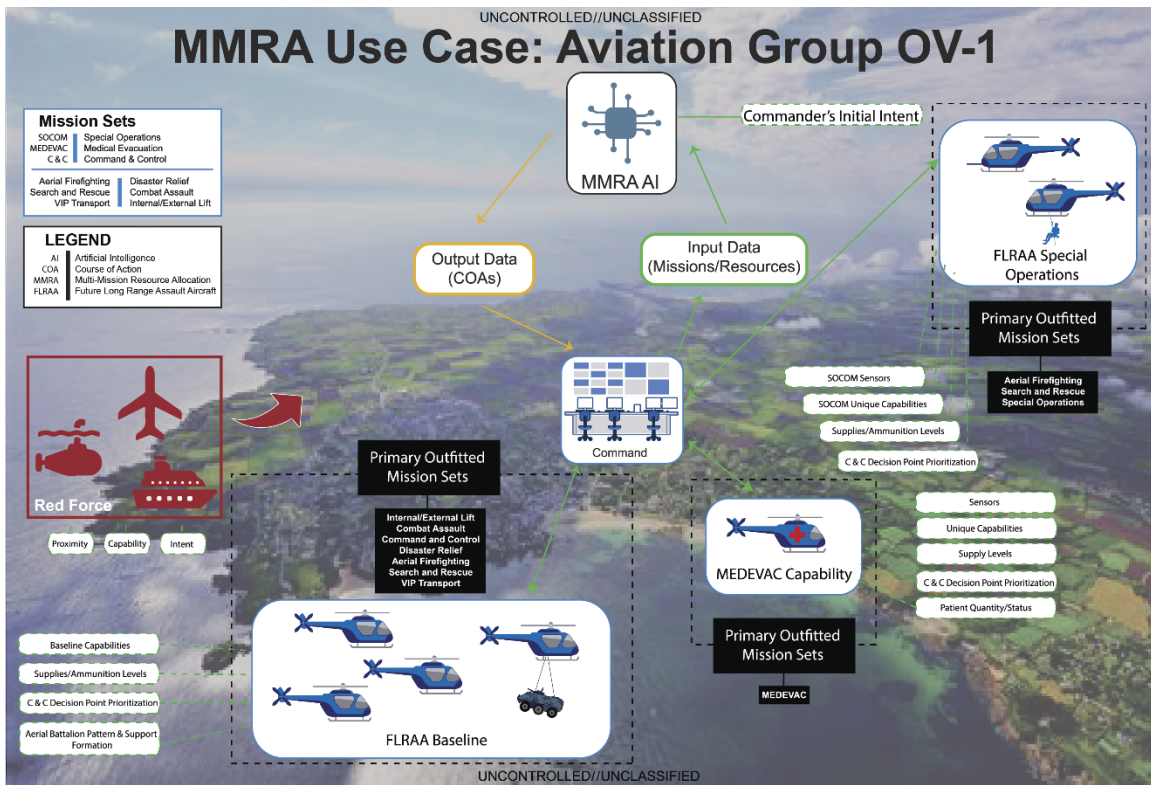 UNCONTROLLED//UNCLASSIFIED
MMRA Use Case: Aviation Group OV-1
Mission Sets
SOCOM Special Operations
MEDEVAC Medical Evacuation
C & C Command & Control
Aerial Firefighting Disaster Relief
Search and Rescue Combat Assault
VIP Transport Internal/External Lift
LEGEND
AI Artificial Intelligence
COA Course of Action
MMRA Multi-Mission Resource Allocation
FLRAA Future Long Range Assault Aircraft
MMRA AI
Commander's Initial Intent
Output Data
(COAs)
Input Data
(Missions/Resources)
FLRAA Special
Operations
Primary Outfitted
Mission Sets
Aerial Firefighting
Search and Rescue
Special Operations
SOCOM Sensors
SOCOM Unique Capabilities
Supplies/Ammunition Levels
C & C Decision Point Prioritization
Command
Red Force
Proximity
Capability
Intent
Primary Outfitted
Mission Sets
Internal/External Lift
Combat Assault
Command and Control
Disaster Relief
Aerial Firefighting
Search and Rescue
VIP Transport
MEDEVAC Capability
Sensors
Unique Capabilities
Supply Levels
C & C Decision Point Prioritization
Patient Quantity/Status
Primary Outfitted
Mission Sets
MEDEVAC
Baseline Capabilities
Supplies/Ammunition Levels
C & C Decision Point Prioritization
Aerial Battalion Pattern & Support
Formation
FLRAA Baseline
UNCONTROLLED//UNCLASSIFIED